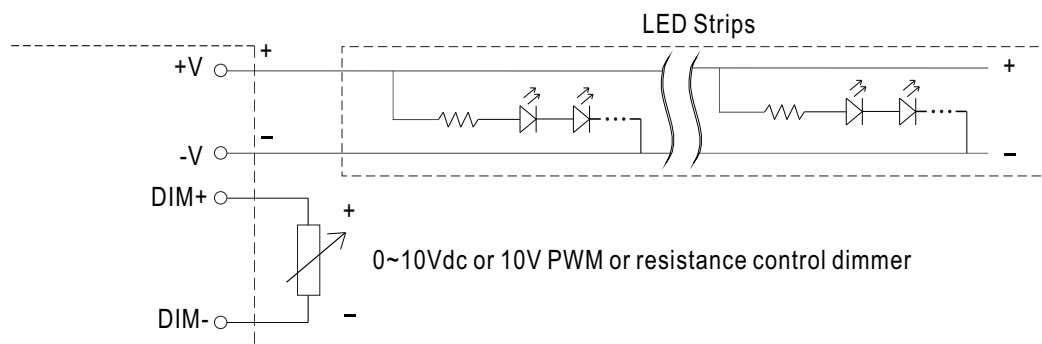 LED Strips
+
+V
+
−
-V
−
DIM+
+
0~10Vdc or 10V PWM or resistance control dimmer
DIM-
−